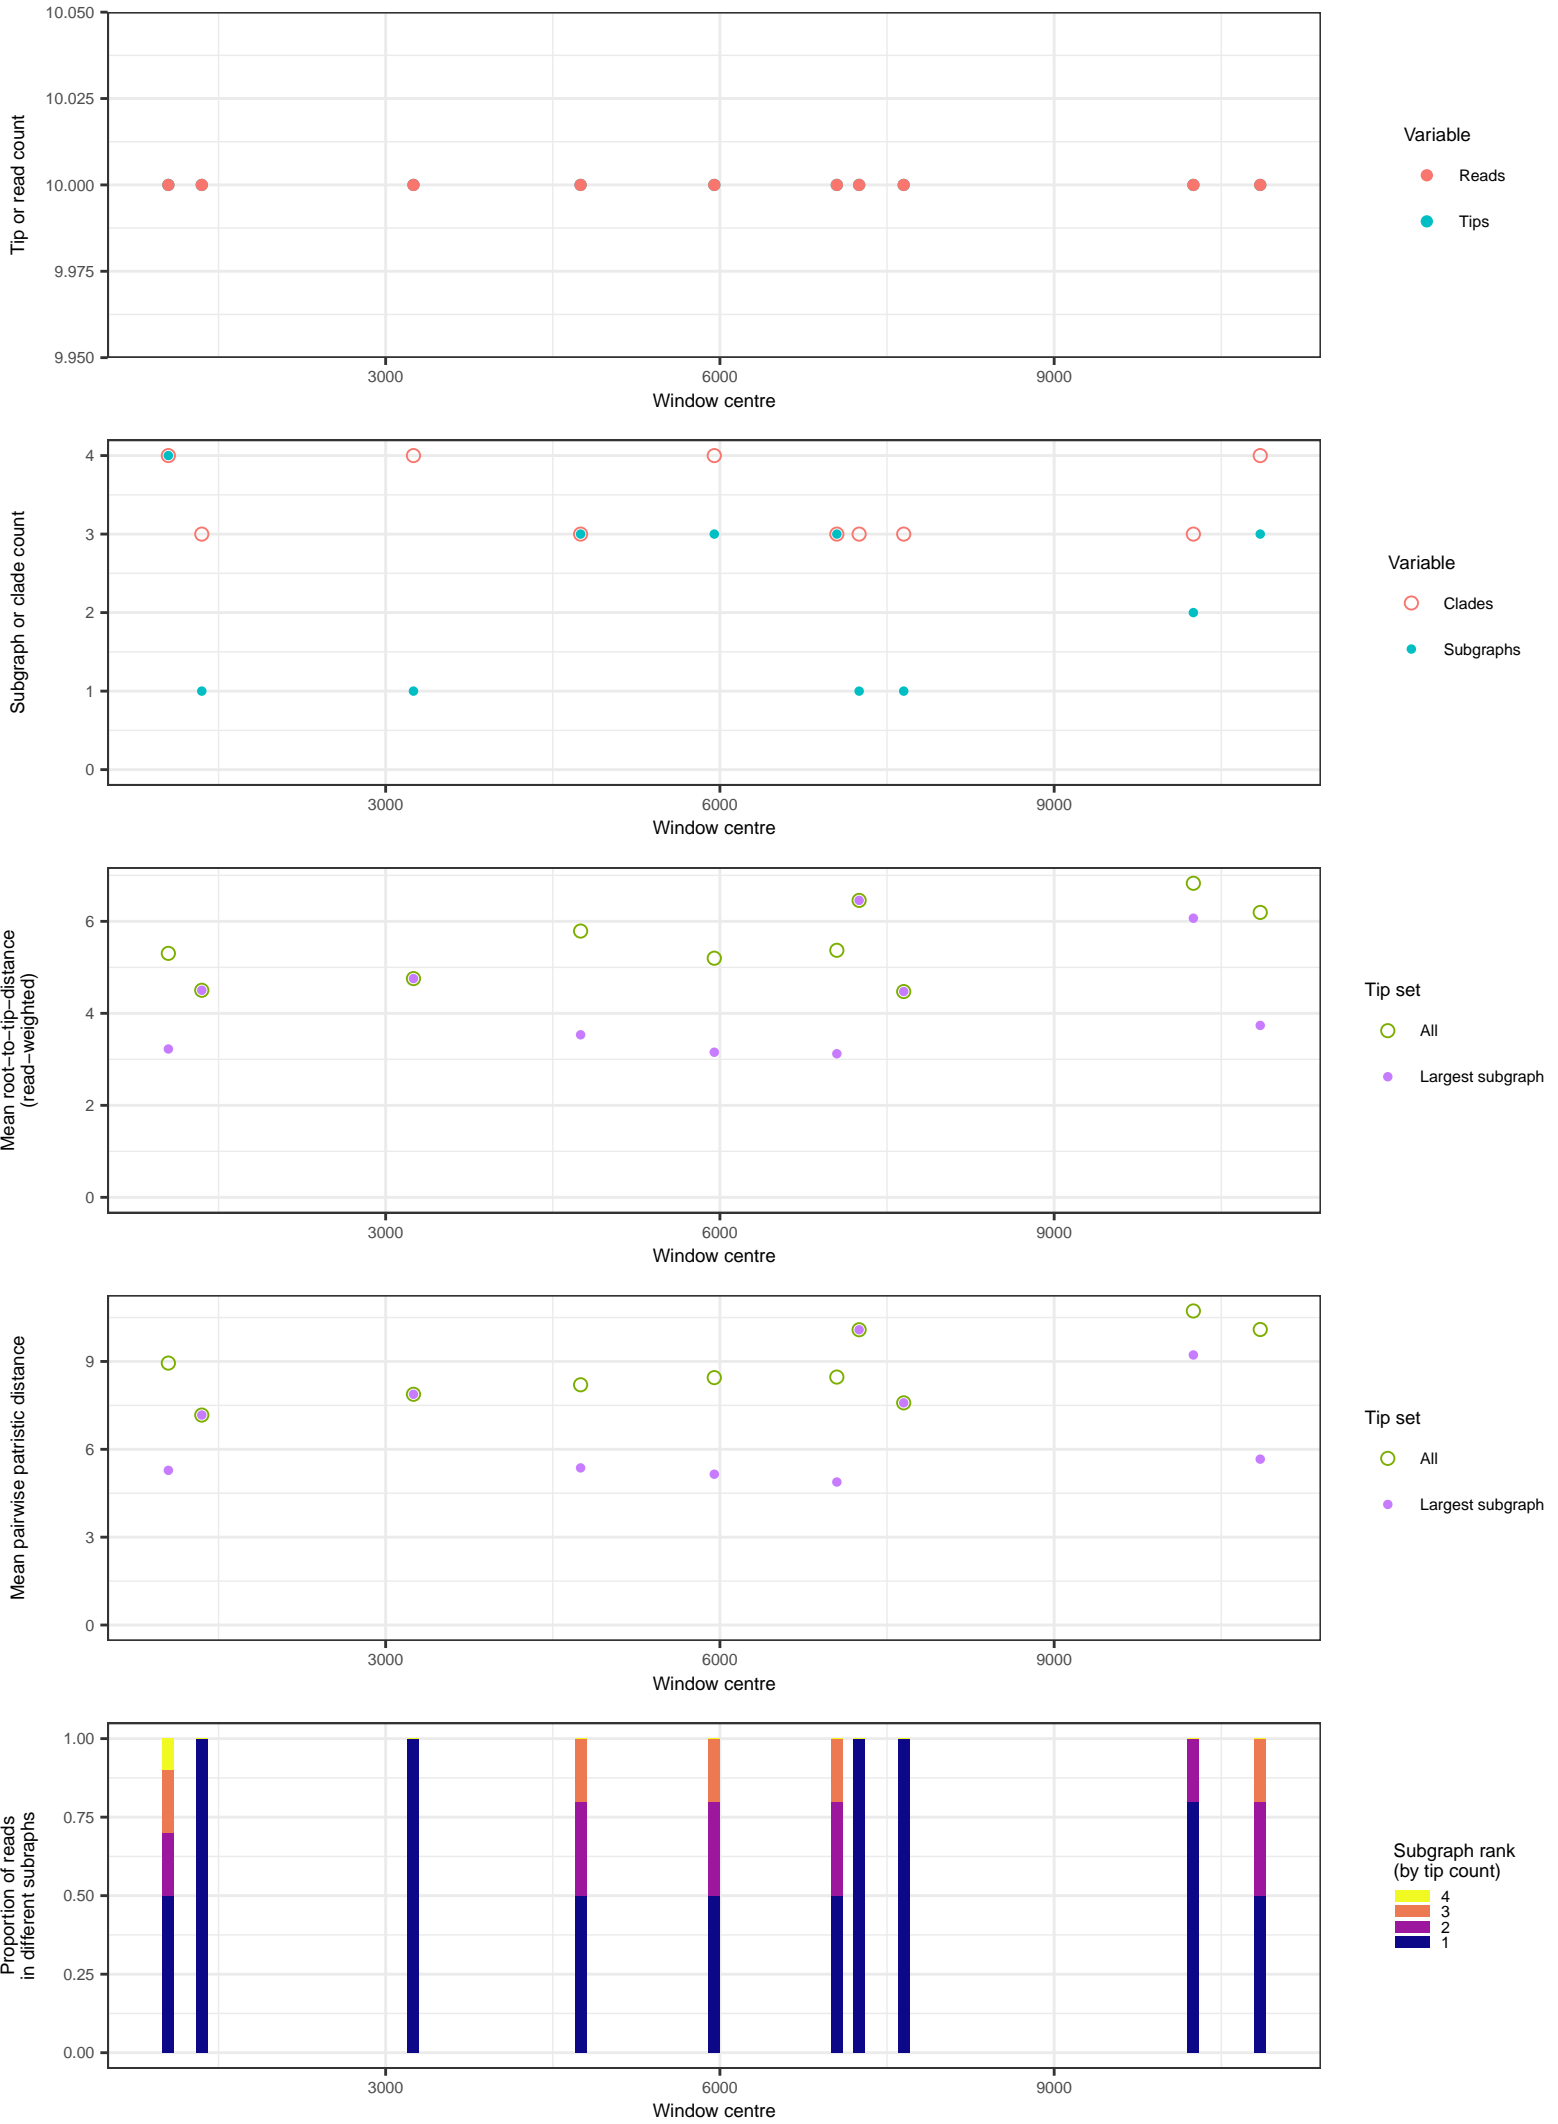 10.050
10.025
10.000
9.975
9.950
Tip or read count
3000
6000
9000
Window centre
Variable
Reads
Tips
4
3
2
1
0
Subgraph or clade count
3000
6000
9000
Window centre
Variable
Clades
Subgraphs
6
4
2
0
Mean root−to−tip−distance
(read−weighted)
3000
6000
9000
Window centre
Tip set
All
Largest subgraph
9
6
3
0
Mean pairwise patristic distance
3000
6000
9000
Window centre
Tip set
All
Largest subgraph
1.00
0.75
0.50
0.25
0.00
Proportion of reads
in different subraphs
3000
6000
9000
Window centre
Subgraph rank
(by tip count)
4
3
2
1